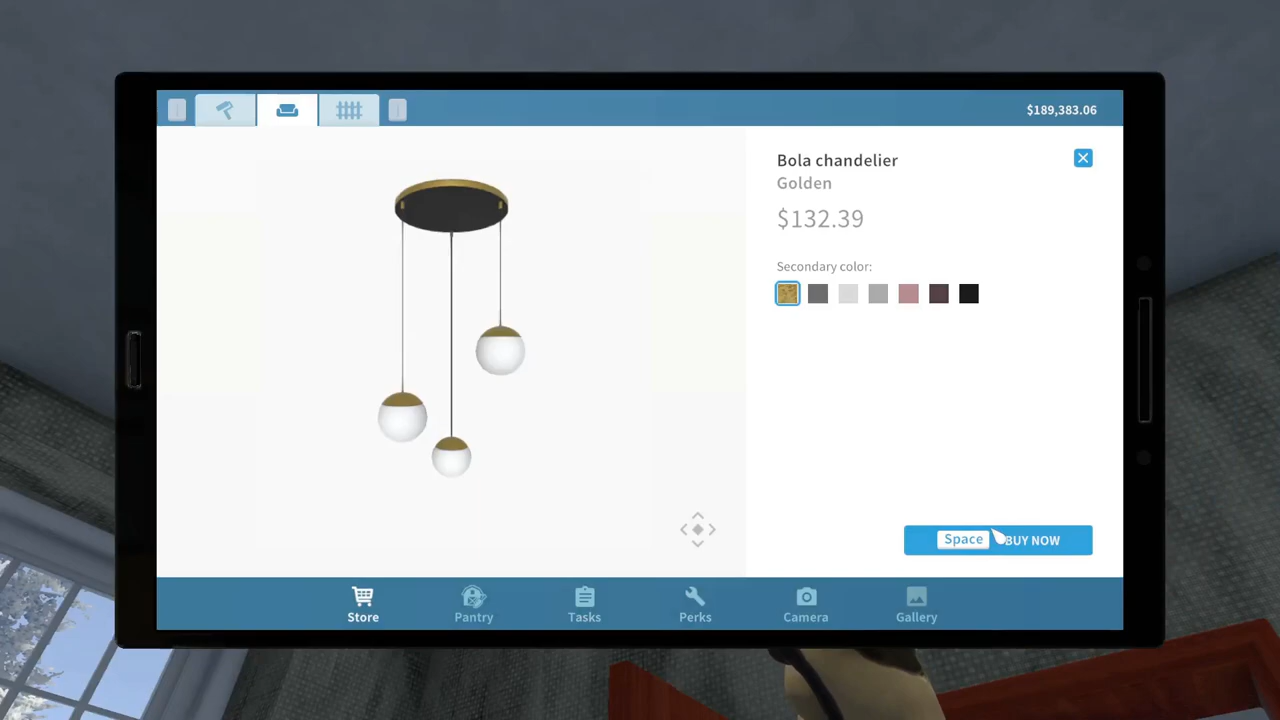 $189,383.06
Bola chandelier
Golden
$132.39
Secondary color:
Space BUY NOW
Store
Pantry
Tasks
Perks
Camera
Gallery